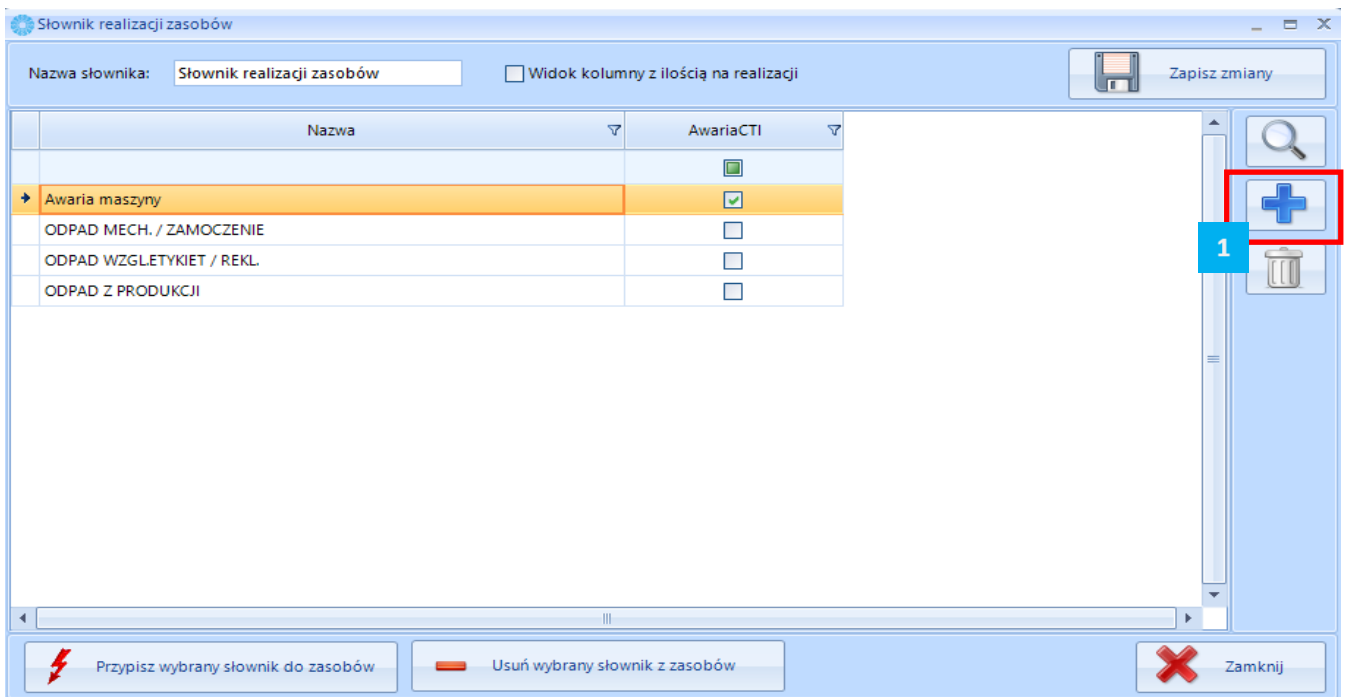 Słownik realizacji zasobów
Nazwa słownika: Słownik realizacji zasobów Widok kolumny z ilością na realizacji Zapisz zmiany
Nazwa AwariaCTI
Awaria maszyny
ODPAD MECH. / ZAMOCZENIE
ODPAD WZGL.ETYKIET / REKL.
ODPAD Z PRODUKCJI
1
Przypisz wybrany słownik do zasobów Usuń wybrany słownik z zasobów Zamknij